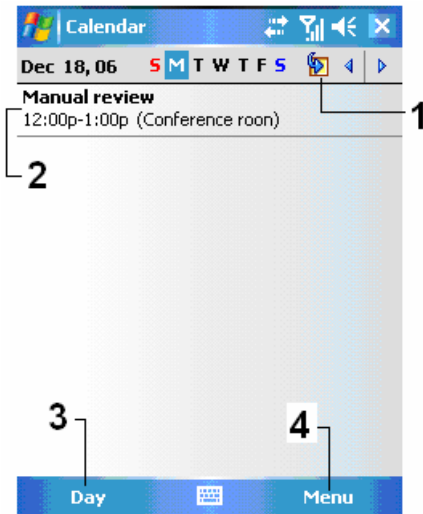 Calendar
Dec 18, 06 S M T W T F S
1
Manual review
12:00p-1:00p (Conference roon)
2
3
4
Day Menu